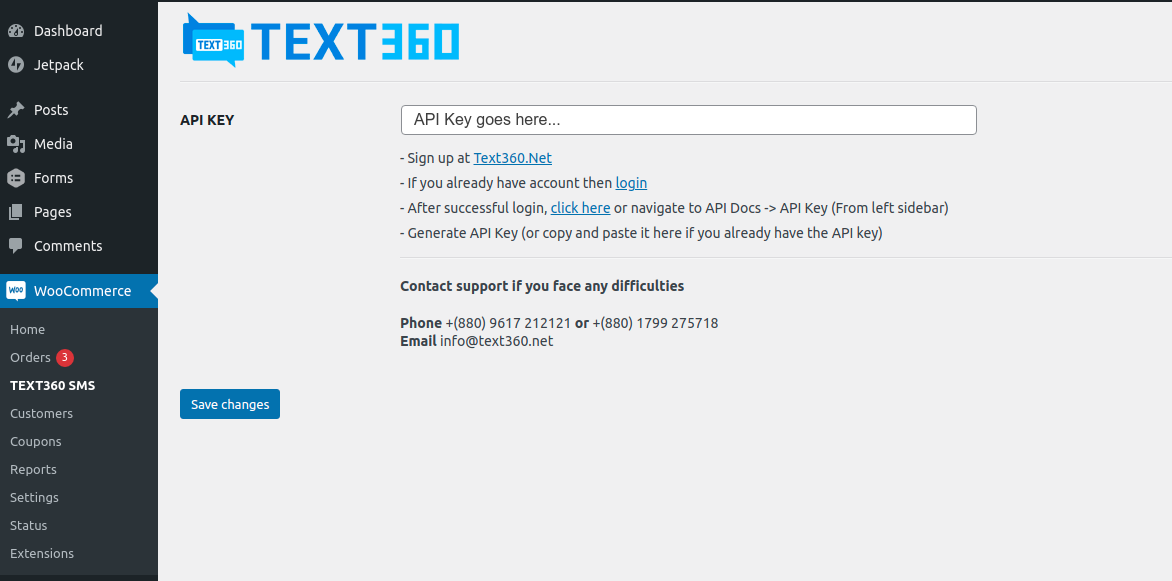 Dashboard
Jetpack
Posts
Media
Forms
Pages
Comments
WOO WooCommerce
Home
Orders 3
TEXT360 SMS
Customers
Coupons
Reports
Settings
Status
Extensions
TEXT360 TEXT360
API KEY API Key goes here...
- Sign up at Text360.Net
- If you already have account then login
- After successful login, click here or navigate to API Docs -> API Key (From left sidebar)
- Generate API Key (or copy and paste it here if you already have the API key)
Contact support if you face any difficulties
Phone +(880) 9617 212121 or +(880) 1799 275718
Email info@text360.net
Save changes